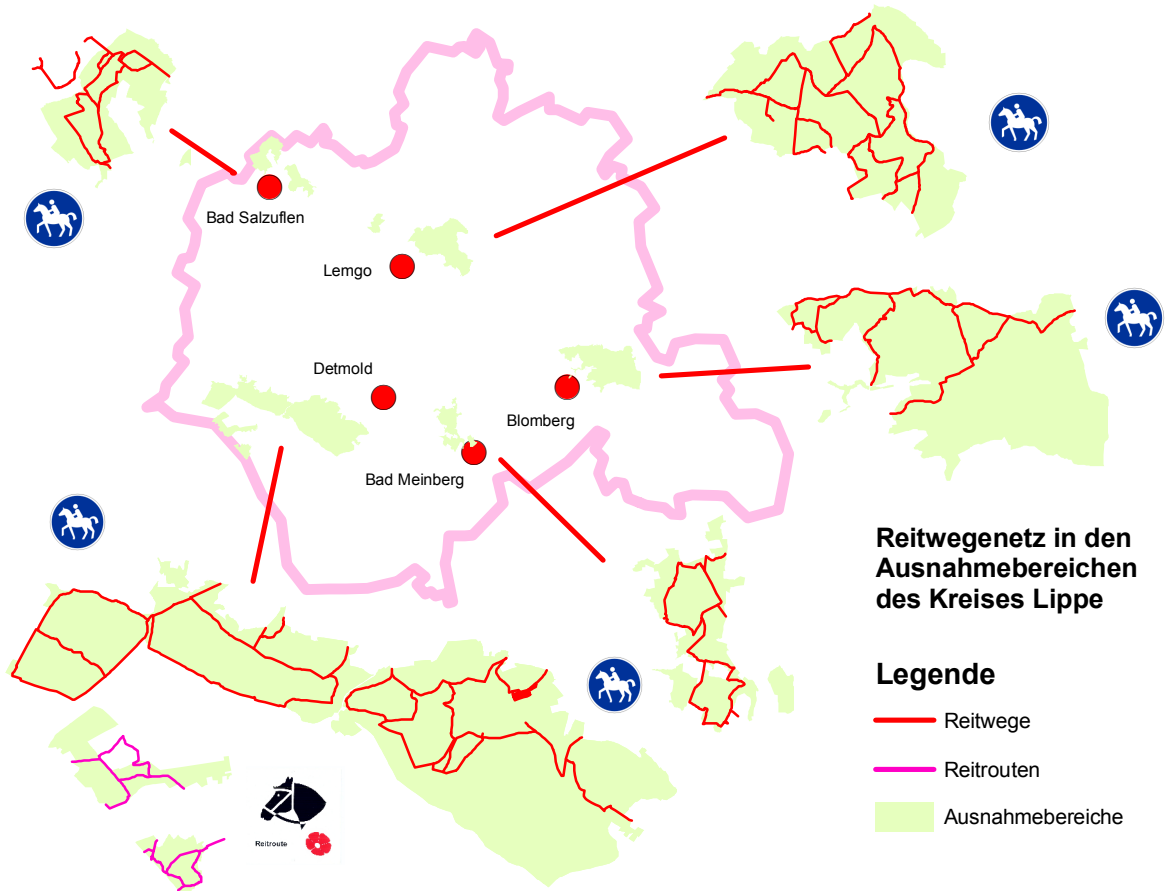 Bad Salzuflen
Lemgo
Detmold
Blomberg
Bad Meinberg
Reitwegenetz in den
Ausnahmebereichen
des Kreises Lippe
Legende
Reitwege
Reitrouten
Ausnahmebereiche
Reitroute